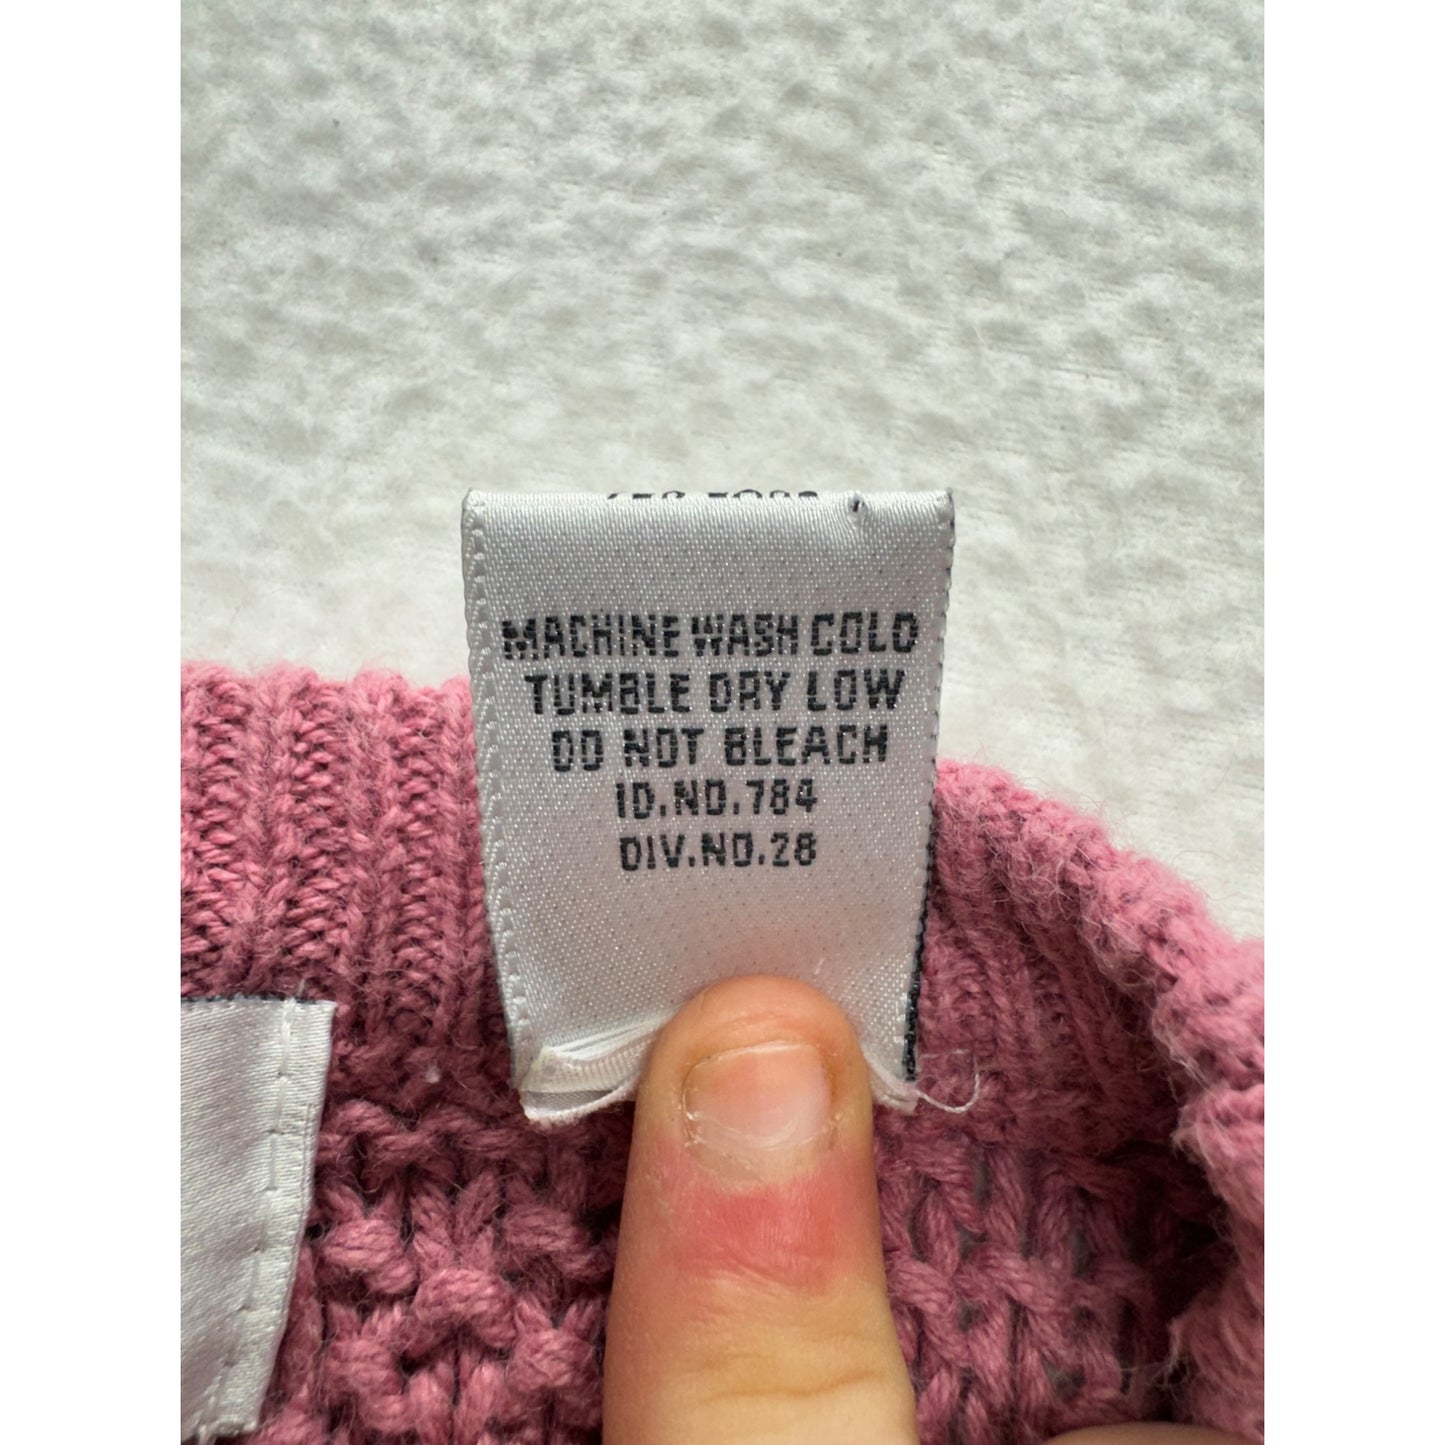 MACHINE WASH COLD
TUMBLE DRY LOW
DO NOT BLEACH
ID.NO.784
DIV.NO.28